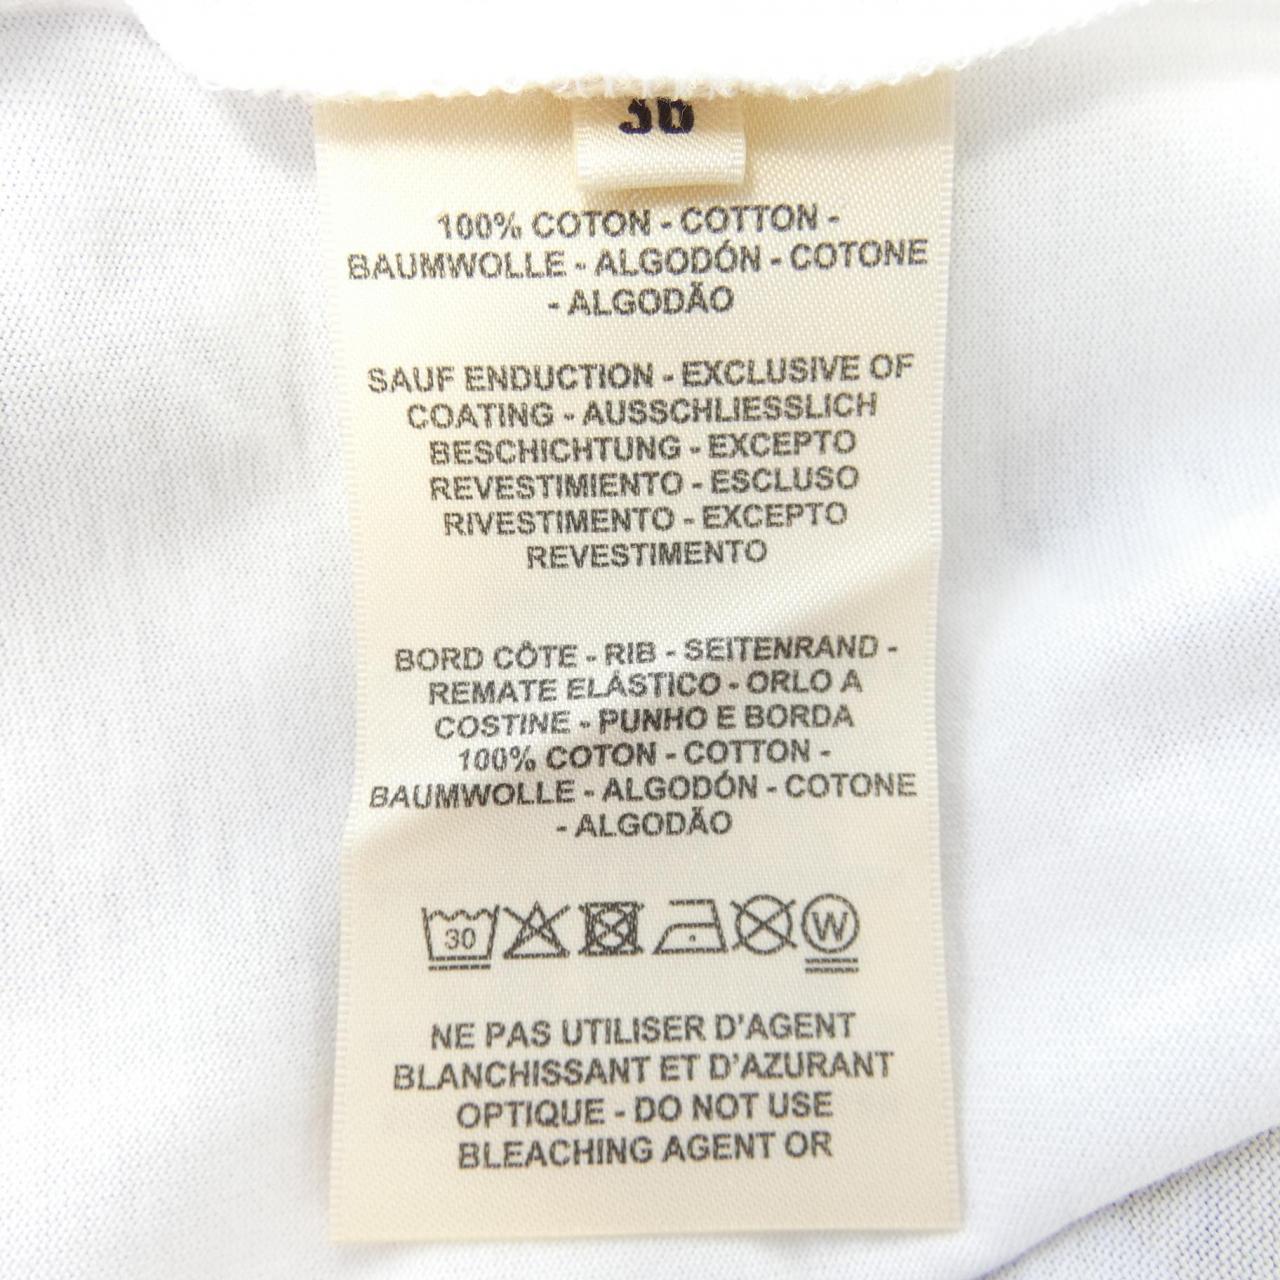 36
100% COTON - COTTON -
BAUMWOLLE - ALGODÓN - COTONE
- ALGODÃO
SAUF ENDUCTION - EXCLUSIVE OF
COATING - AUSSCHLIESSLICH
BESCHICHTUNG - EXCEPTO
REVESTIMIENTO - ESCLUSO
RIVESTIMENTO - EXCEPTO
REVESTIMENTO
BORD CÔTE - RIB - SEITENRAND -
REMATE ELÁSTICO - ORLO A
COSTINE - PUNHO E BORDA
100% COTON - COTTON -
BAUMWOLLE - ALGODÓN - COTONE
- ALGODÃO
30 W
NE PAS UTILISER D'AGENT
BLANCHISSANT ET D'AZURANT
OPTIQUE - DO NOT USE
BLEACHING AGENT OR